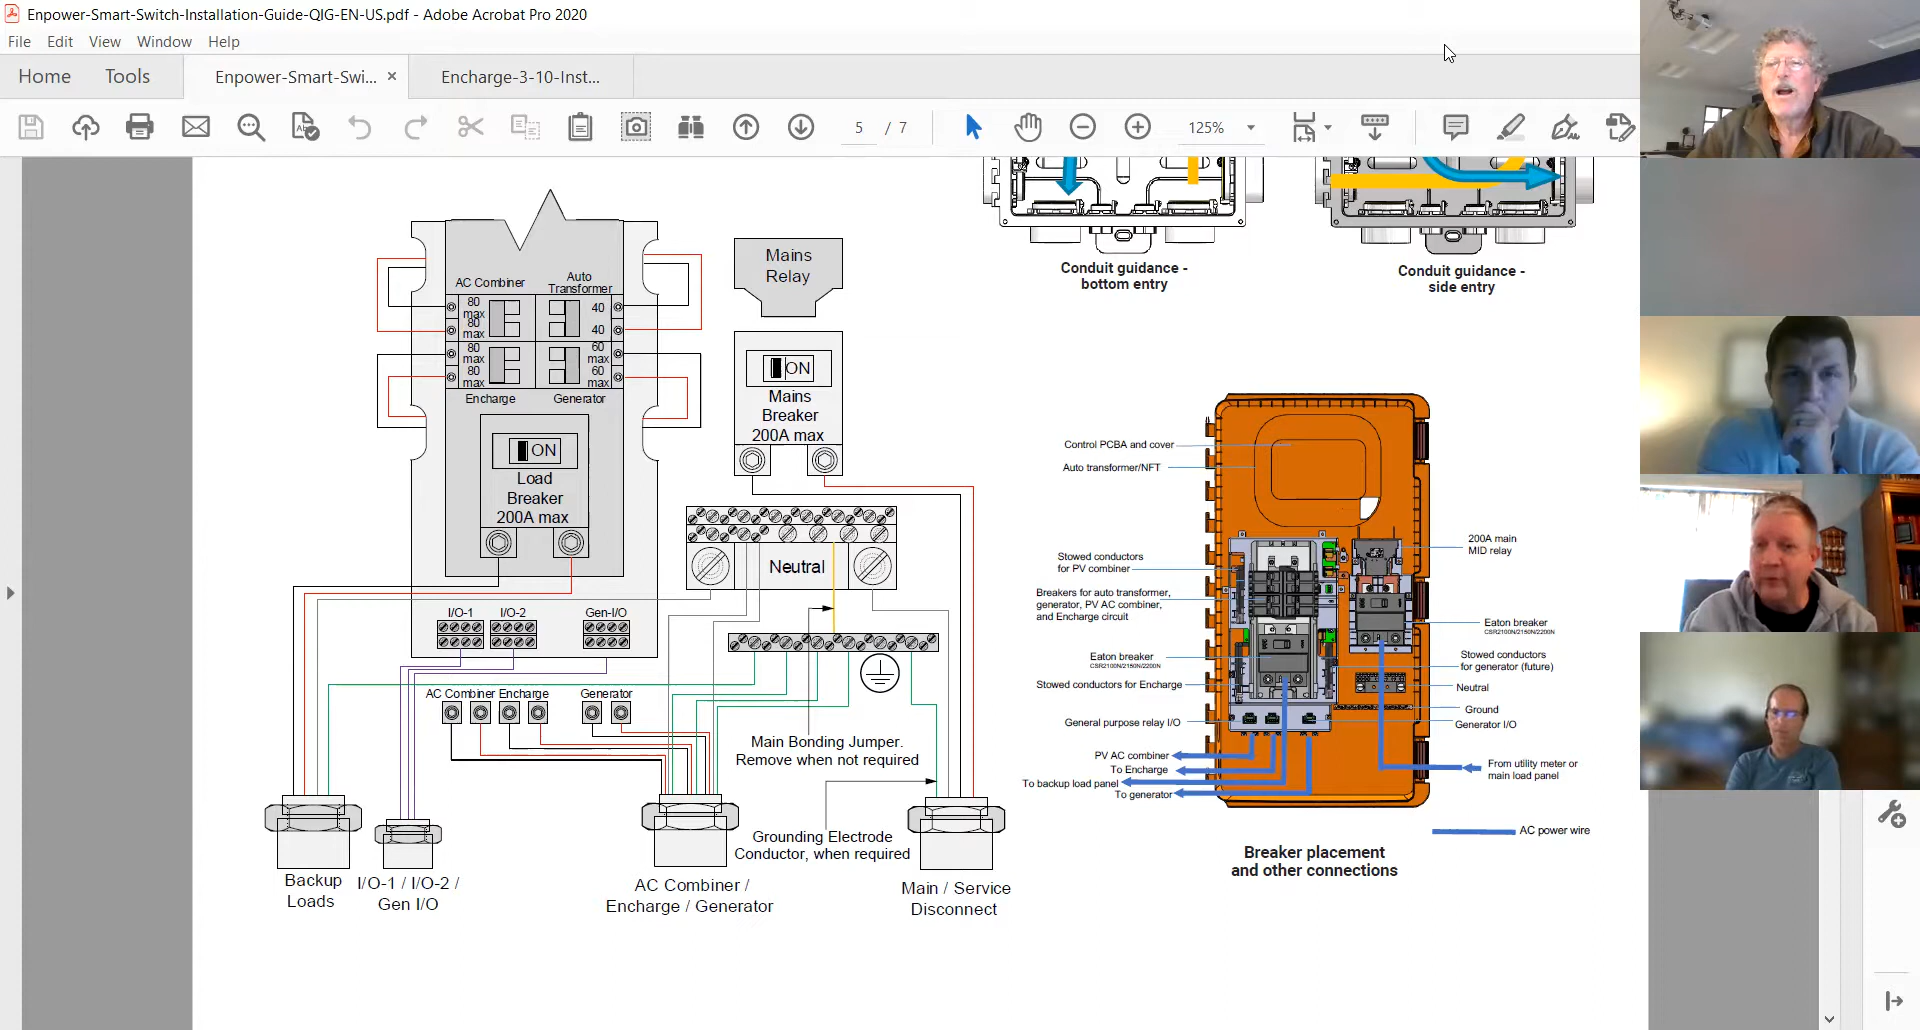 Enpower-Smart-Switch-Installation-Guide-QIG-EN-US.pdf - Adobe Acrobat Pro 2020
File Edit View Window Help
Home Tools Enpower-Smart-Swi... × Encharge-3-10-Inst...
5 / 7 125%
Conduit guidance -
bottom entry
Conduit guidance -
side entry
AC Combiner
Auto
Transformer
80
max
80
max
80
max
80
max
40
40
60
max
60
max
Encharge
Generator
ON
Load
Breaker
200A max
Mains
Relay
ON
Mains
Breaker
200A max
Neutral
I/O-1 I/O-2 Gen-I/O
AC Combiner Encharge Generator
Main Bonding Jumper.
Remove when not required
Grounding Electrode
Conductor, when required
Backup
Loads
I/O-1 / I/O-2 /
Gen I/O
AC Combiner /
Encharge / Generator
Main / Service
Disconnect
Control PCBA and cover
Auto transformer/NFT
Stowed conductors
for PV combiner
Breakers for auto transformer,
generator, PV AC combiner,
and Encharge circuit
Eaton breaker
CSR2100N/2150N/2200N
Stowed conductors for Encharge
General purpose relay I/O
PV AC combiner
To Encharge
To backup load panel
To generator
200A main
MID relay
Eaton breaker
CSR2100N/2150N/2200N
Stowed conductors
for generator (future)
Neutral
Ground
Generator I/O
From utility meter or
main load panel
AC power wire
Breaker placement
and other connections